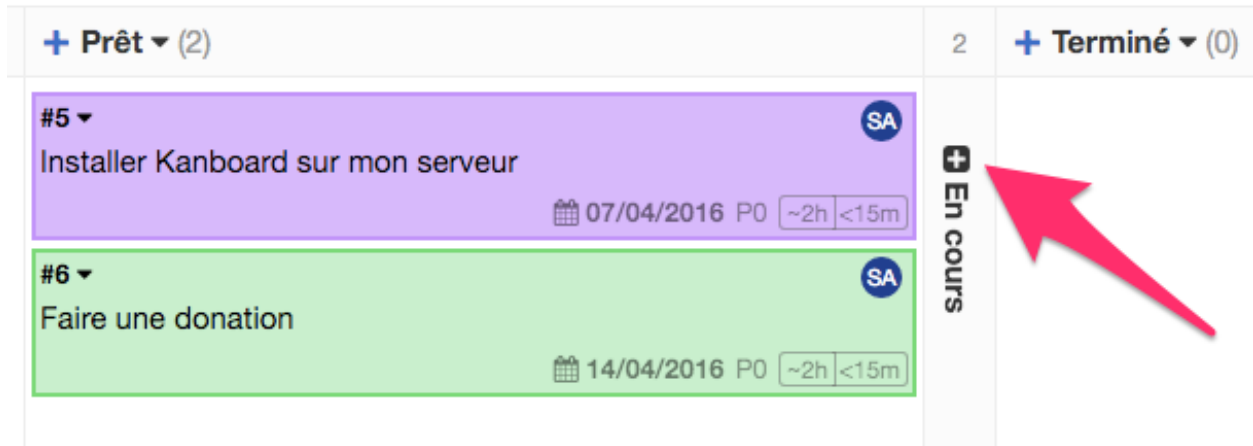 + Prêt (2)
2
+ Terminé (0)
#5
SA
Installer Kanboard sur mon serveur
07/04/2016 P0 ~2h <15m
#6
SA
Faire une donation
14/04/2016 P0 ~2h <15m
En cours